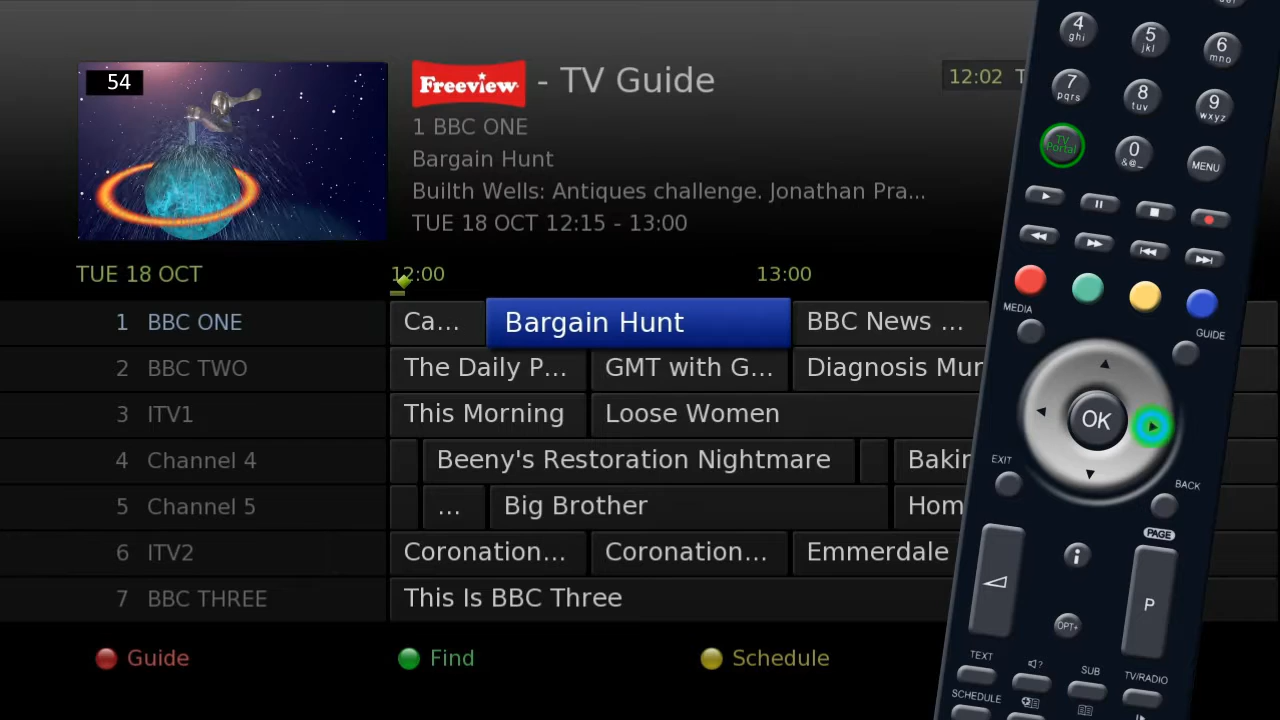 54
Freeview - TV Guide
12:02
1 BBC ONE
Bargain Hunt
Builth Wells: Antiques challenge. Jonathan Pra...
TUE 18 OCT 12:15 - 13:00
TUE 18 OCT 12:00 13:00
1 BBC ONE Ca... Bargain Hunt BBC News ...
2 BBC TWO The Daily P... GMT with G... Diagnosis Mur
3 ITV1 This Morning Loose Women
4 Channel 4 Beeny's Restoration Nightmare Bakin
5 Channel 5 ... Big Brother Hom
6 ITV2 Coronation... Coronation... Emmerdale
7 BBC THREE This Is BBC Three
Guide Find Schedule
4 ghi 5 jkl 6 mno
7 pqrs 8 tuv 9 wxyz
TV Portal 0 &@_ MENU
MEDIA GUIDE
OK
EXIT BACK
PAGE
i P
OPT+
TEXT ? SUB TV/RADIO
SCHEDULE